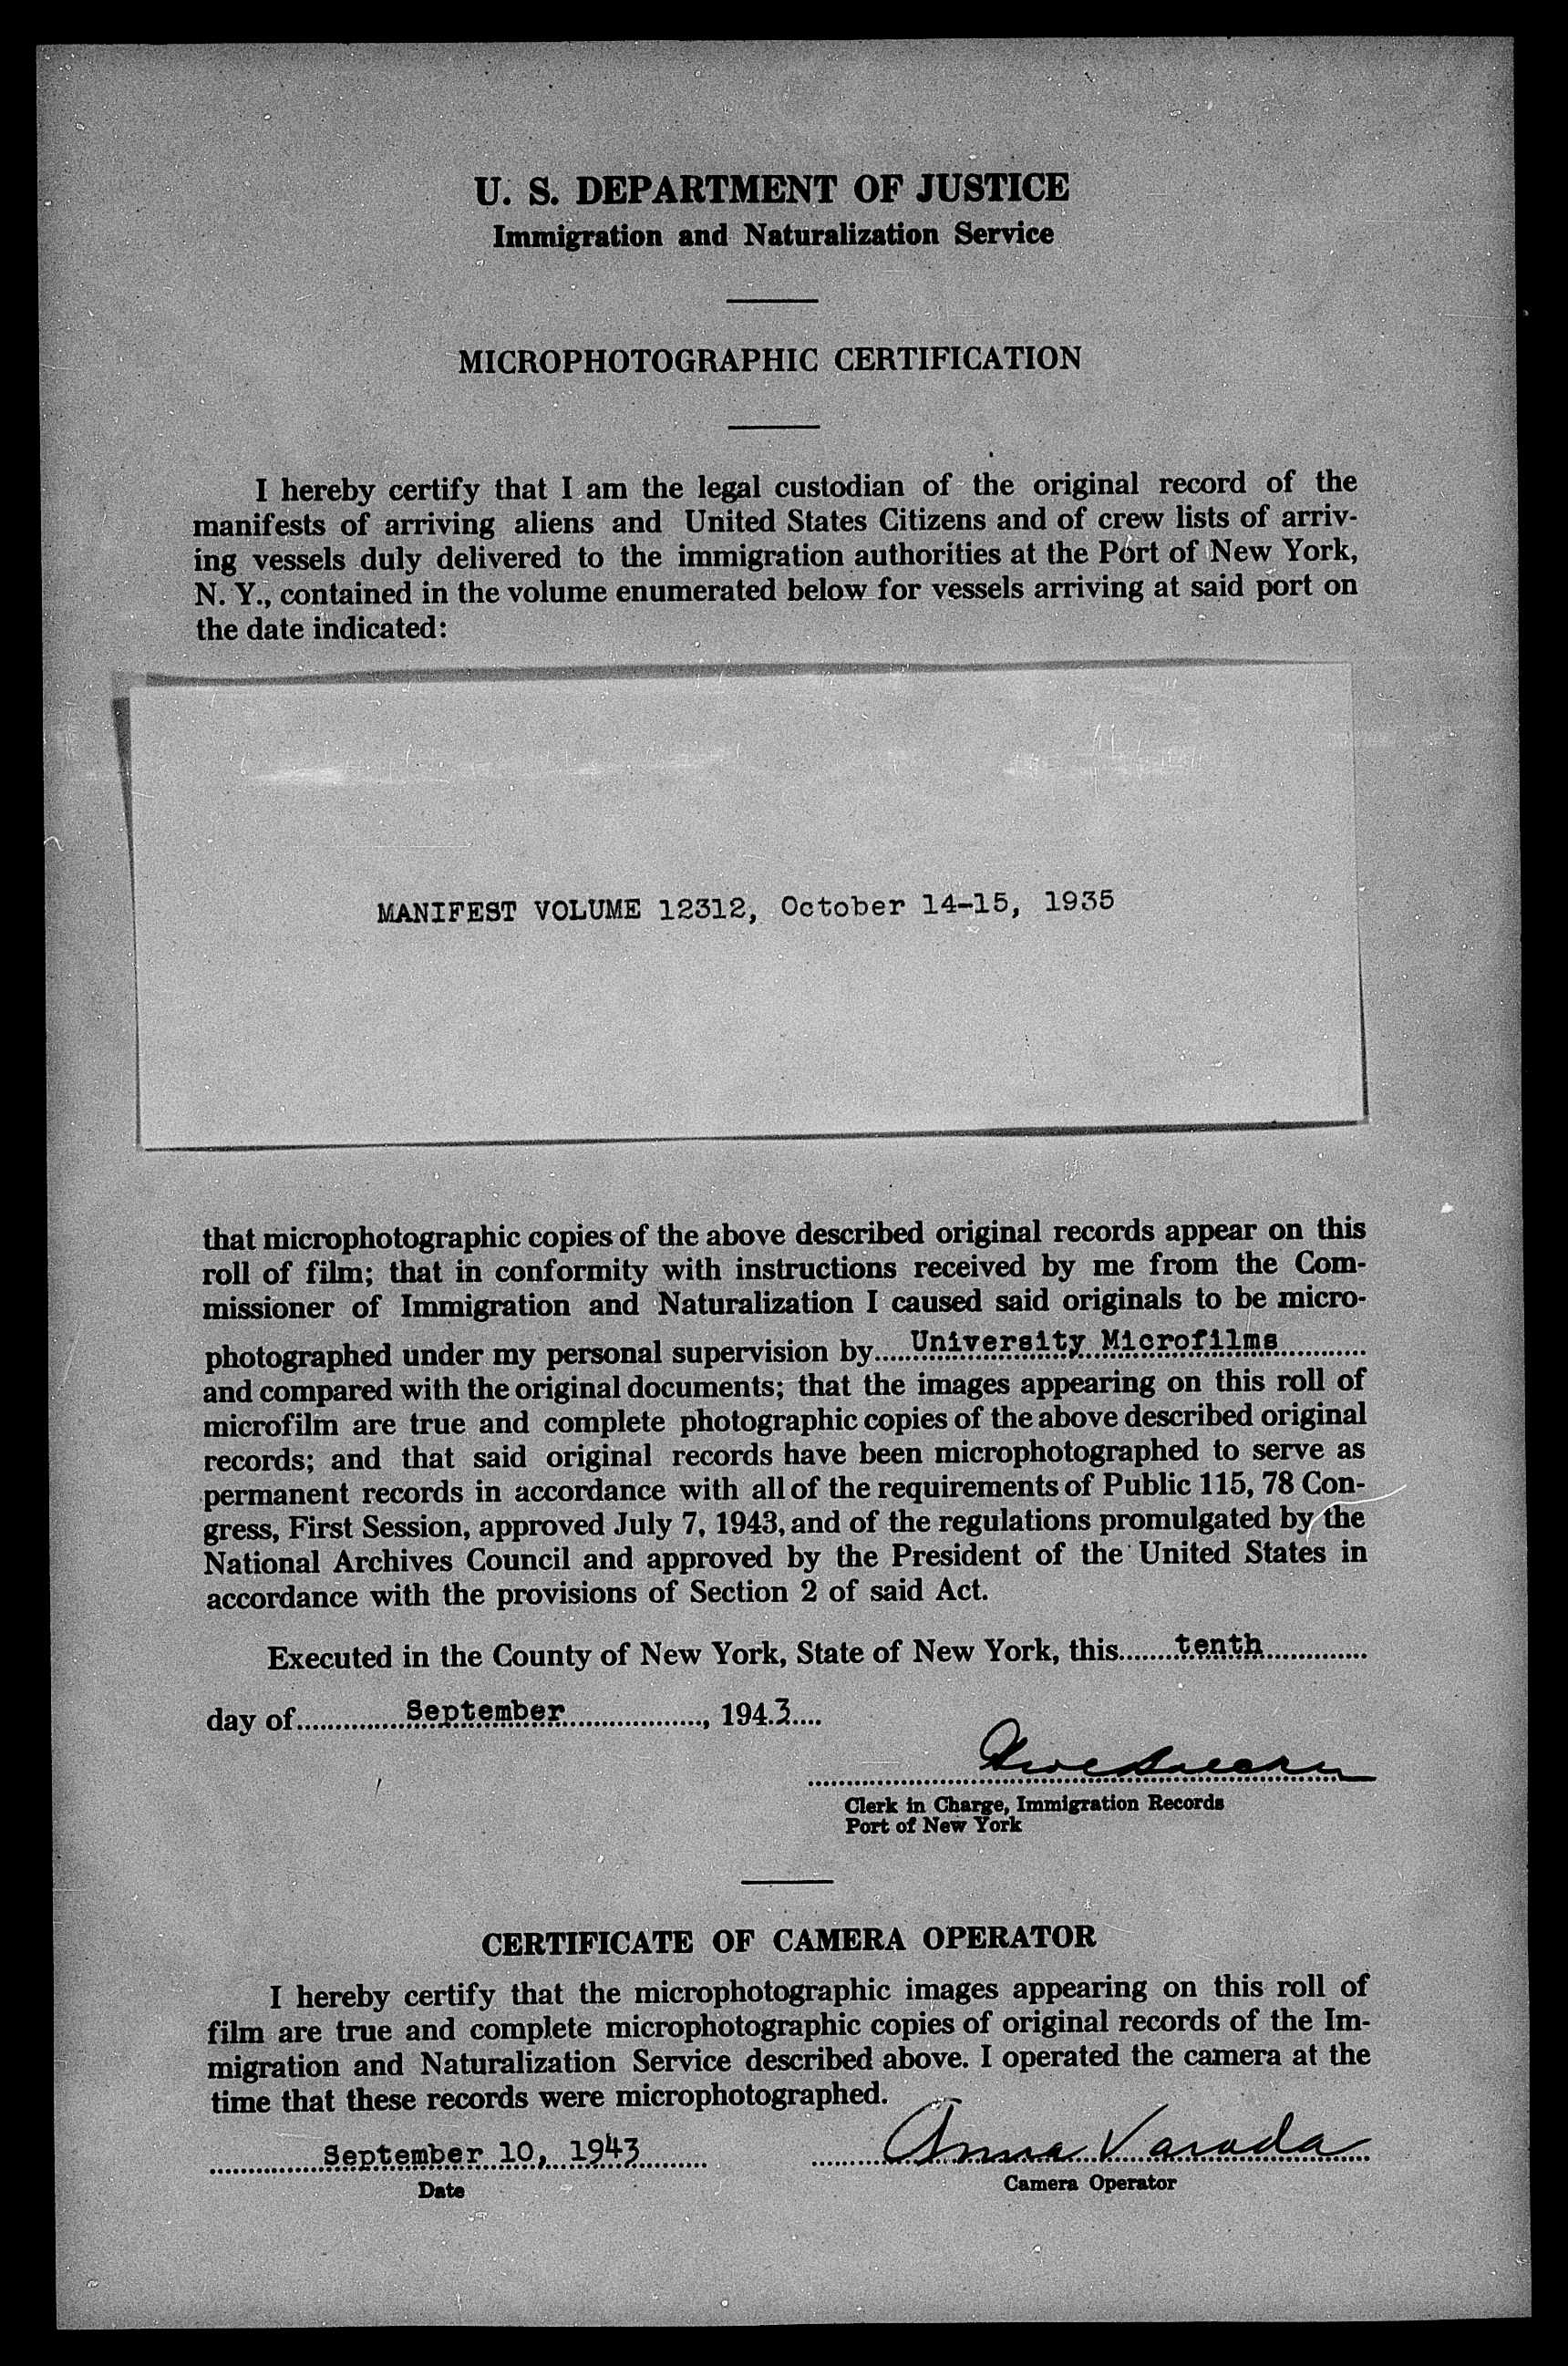 U. S. DEPARTMENT OF JUSTICE
Immigration and Naturalization Service
MICROPHOTOGRAPHIC CERTIFICATION
I hereby certify that I am the legal custodian of the original record of the
manifests of arriving aliens and United States Citizens and of crew lists of arriv-
ing vessels duly delivered to the immigration authorities at the Port of New York,
N. Y., contained in the volume enumerated below for vessels arriving at said port on
the date indicated:
MANIFEST VOLUME 12312, October 14-15, 1935
that microphotographic copies of the above described original records appear on this
roll of film; that in conformity with instructions received by me from the Com-
missioner of Immigration and Naturalization I caused said originals to be micro-
photographed under my personal supervision by.....University Microfilms..........
and compared with the original documents; that the images appearing on this roll of
microfilm are true and complete photographic copies of the above described original
records; and that said original records have been microphotographed to serve as
permanent records in accordance with all of the requirements of Public 115, 78 Con-
gress, First Session, approved July 7, 1943, and of the regulations promulgated by the
National Archives Council and approved by the President of the United States in
accordance with the provisions of Section 2 of said Act.
Executed in the County of New York, State of New York, this........tenth..............
day of..............September.................., 194.3....
Clerk in Charge, Immigration Records
Port of New York
CERTIFICATE OF CAMERA OPERATOR
I hereby certify that the microphotographic images appearing on this roll of
film are true and complete microphotographic copies of original records of the Im-
migration and Naturalization Service described above. I operated the camera at the
time that these records were microphotographed.
September 10, 1943 Anna Varada
Date Camera Operator